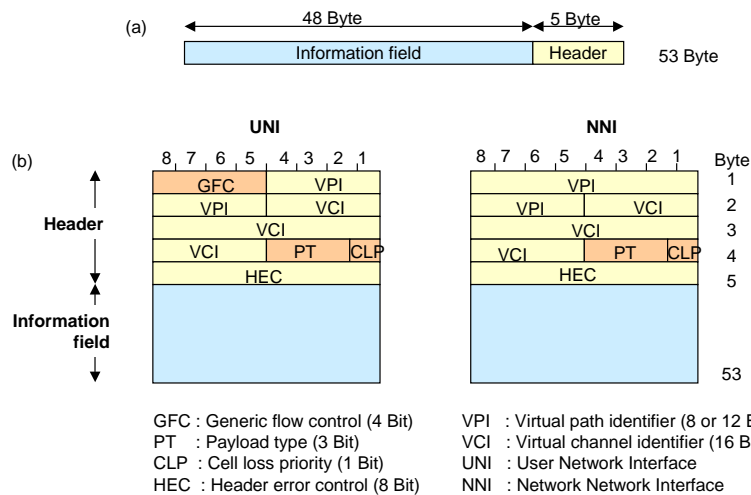 48 Byte 5 Byte
(a)
Information field Header 53 Byte
UNI NNI
(b) 8 7 6 5 4 3 2 1 8 7 6 5 4 3 2 1 Byte
GFC VPI VPI 1
VPI VCI VPI VCI 2
Header VCI VCI 3
VCI PT CLP VCI PT CLP 4
HEC HEC 5
Information
field
53
GFC : Generic flow control (4 Bit) VPI : Virtual path identifier (8 or 12 B
PT : Payload type (3 Bit) VCI : Virtual channel identifier (16 B
CLP : Cell loss priority (1 Bit) UNI : User Network Interface
HEC : Header error control (8 Bit) NNI : Network Network Interface